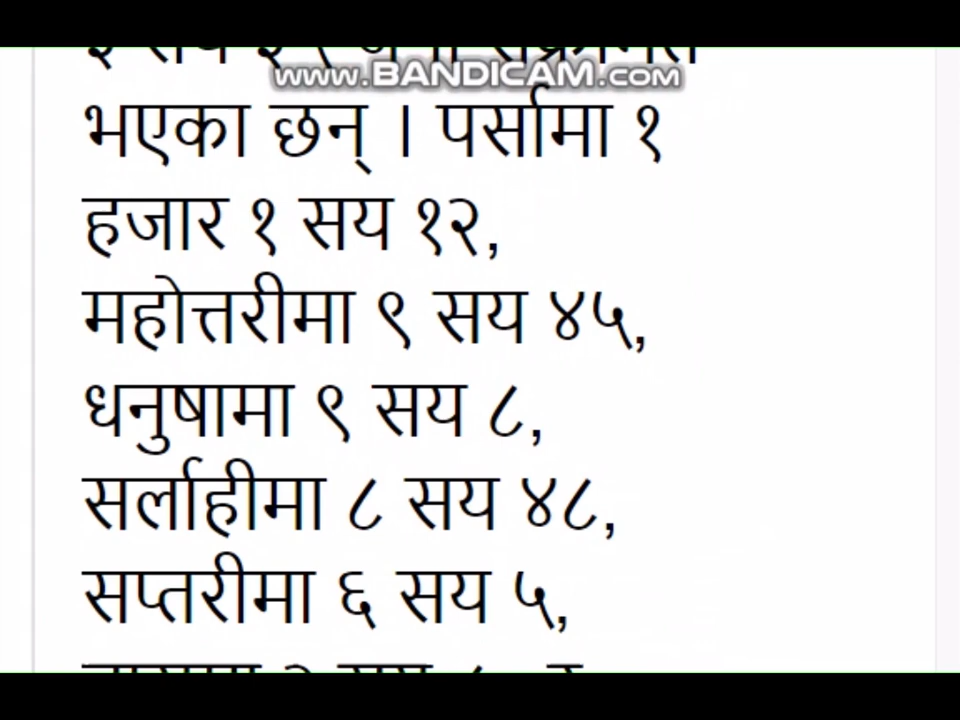 www.BANDICAM.com
भएका छन् । पर्सामा १
हजार १ सय १२,
महोत्तरीमा ९ सय ४५,
धनुषामा ९ सय ८,
सर्लाहीमा ८ सय ४८,
सप्तरीमा ६ सय ५,